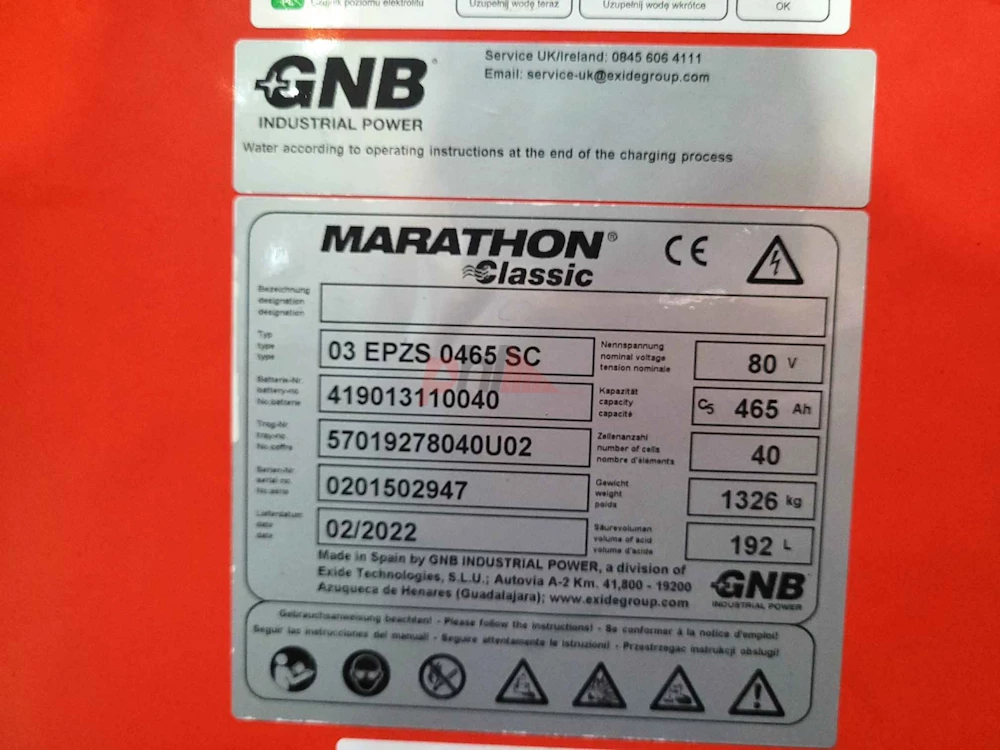 Czujnik poziomu elektrolitu
Uzupełnij wodę teraz
Uzupełnij wodę wkrótce
OK
GNB
INDUSTRIAL POWER
Service UK/Ireland: 0845 606 4111
Email: service-uk@exidegroup.com
Water according to operating instructions at the end of the charging process
MARATHON®
Classic
CE
Bezeichnung
designation
designation
Typ
type
type
03 EPZS 0465 SC
Nennspannung
nominal voltage
tension nominale
80 V
Batterie-Nr.
battery-no.
No.batterie
419013110040
Kapazität
capacity
capacité
C5 465 Ah
Trog-Nr.
tray-no.
No.coffre
57019278040U02
Zellenanzahl
number of cells
nombre d'éléments
40
Serien-Nr.
serial no.
No.serie
0201502947
Gewicht
weight
poids
1326 kg
Lieferdatum
date
date
02/2022
Säurevolumen
volume of acid
volume d'acide
192 L
Made in Spain by GNB INDUSTRIAL POWER, a division of
Exide Technologies, S.L.U.; Autovia A-2 Km. 41,800 - 19200
Azuqueca de Henares (Guadalajara); www.exidegroup.com
GNB
INDUSTRIAL POWER
Gebrauchsanweisung beachten! - Please follow the instructions! - Se conformer à la notice d'emploi!
Seguir las instrucciones del manual! - Seguire attentamente le istruzioni! - Przestrzegac instrukcji obslugi!